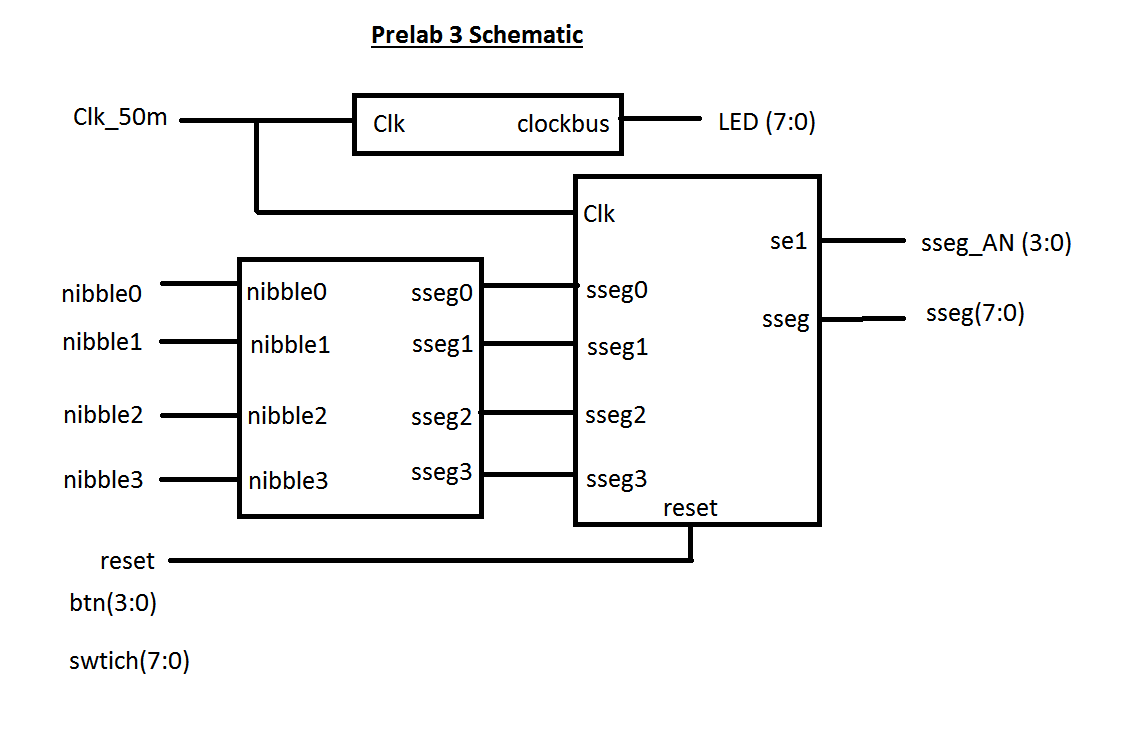 Prelab 3 Schematic
Clk_50m
Clk
clockbus
LED (7:0)
Clk
se1
sseg_AN (3:0)
nibble0
nibble0
sseg0
sseg0
sseg
sseg(7:0)
nibble1
nibble1
sseg1
sseg1
nibble2
nibble2
sseg2
sseg2
nibble3
nibble3
sseg3
sseg3
reset
reset
btn(3:0)
swtich(7:0)